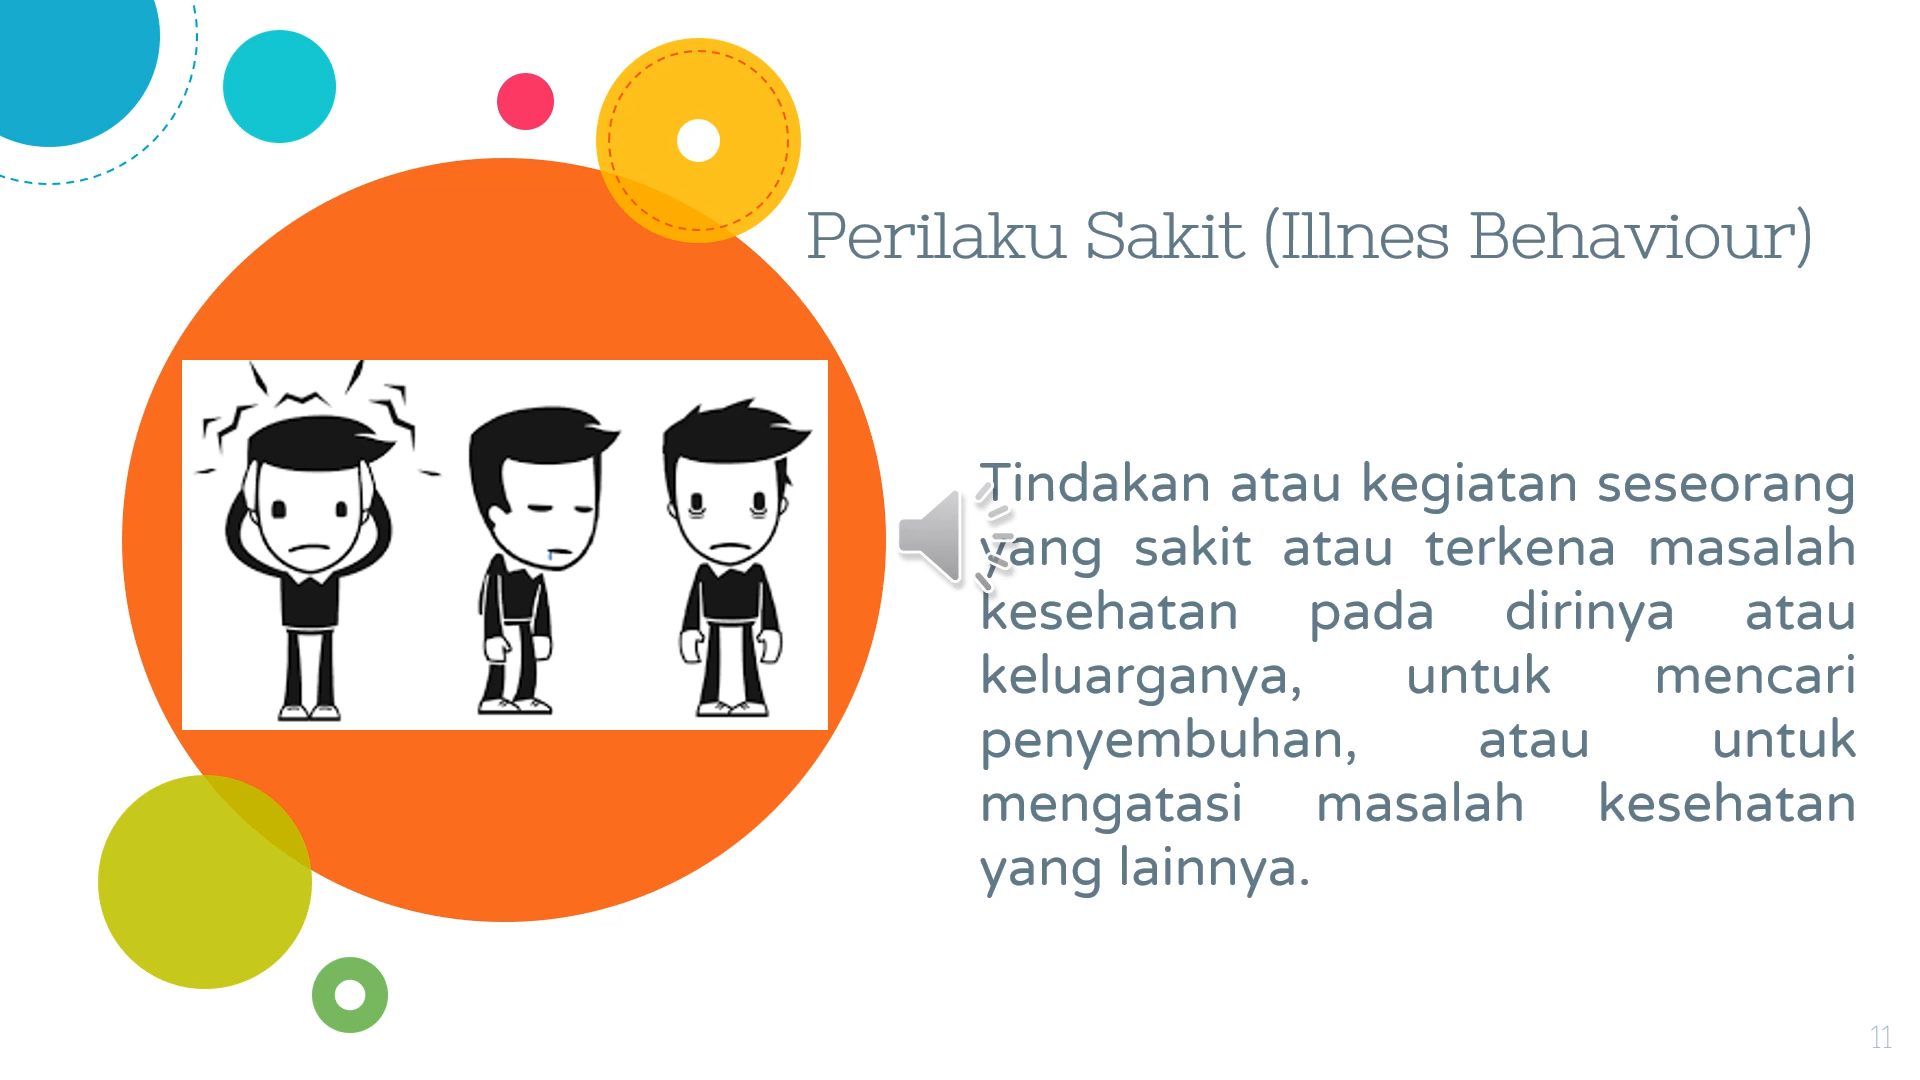 Perilaku Sakit (Illnes Behaviour)
Tindakan atau kegiatan seseorang
yang sakit atau terkena masalah
kesehatan pada dirinya atau
keluarganya, untuk mencari
penyembuhan, atau untuk
mengatasi masalah kesehatan
yang lainnya.
11